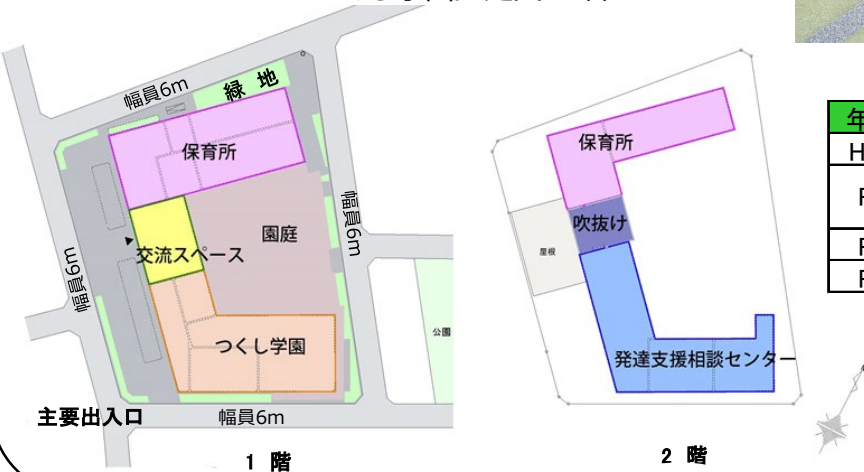 幅員6m
緑地
保育所
園庭
幅員6m
交流スペース
幅員6m
つくし学園
公園
主要出入口
幅員6m
1 階
保育所
吹抜け
屋根
発達支援相談センター
2 階
年
H